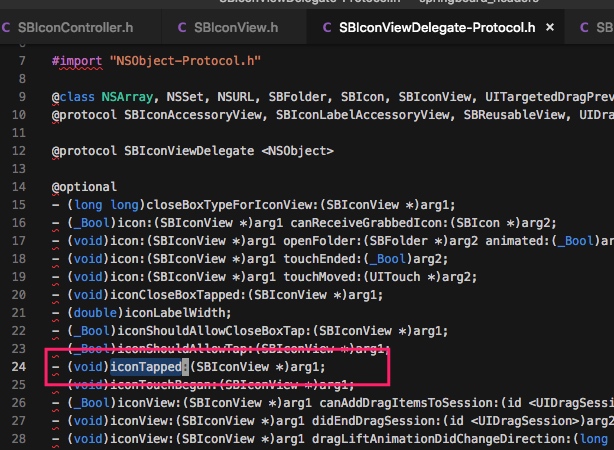 SBIconViewDelegate-Protocol.h — springboard_headers
C SBIconController.h C SBIconView.h C SBIconViewDelegate-Protocol.h × C SB
7 #import "NSObject-Protocol.h"
8
9 @class NSArray, NSSet, NSURL, SBFolder, SBIcon, SBIconView, UITargetedDragPrev
10 @protocol SBIconAccessoryView, SBIconLabelAccessoryView, SBReusableView, UIDra
11
12 @protocol SBIconViewDelegate <NSObject>
13
14 @optional
15 - (long long)closeBoxTypeForIconView:(SBIconView *)arg1;
16 - (_Bool)icon:(SBIconView *)arg1 canReceiveGrabbedIcon:(SBIcon *)arg2;
17 - (void)icon:(SBIconView *)arg1 openFolder:(SBFolder *)arg2 animated:(_Bool)ar
18 - (void)icon:(SBIconView *)arg1 touchEnded:(_Bool)arg2;
19 - (void)icon:(SBIconView *)arg1 touchMoved:(UITouch *)arg2;
20 - (void)iconCloseBoxTapped:(SBIconView *)arg1;
21 - (double)iconLabelWidth;
22 - (_Bool)iconShouldAllowCloseBoxTap:(SBIconView *)arg1;
23 - (_Bool)iconShouldAllowTap:(SBIconView *)arg1;
24 - (void)iconTapped:(SBIconView *)arg1;
25 - (void)iconTouchBegan:(SBIconView *)arg1;
26 - (_Bool)iconView:(SBIconView *)arg1 canAddDragItemsToSession:(id <UIDragSessi
27 - (void)iconView:(SBIconView *)arg1 didEndDragSession:(id <UIDragSession>)arg2
28 - (void)iconView:(SBIconView *)arg1 dragLiftAnimationDidChangeDirection:(long